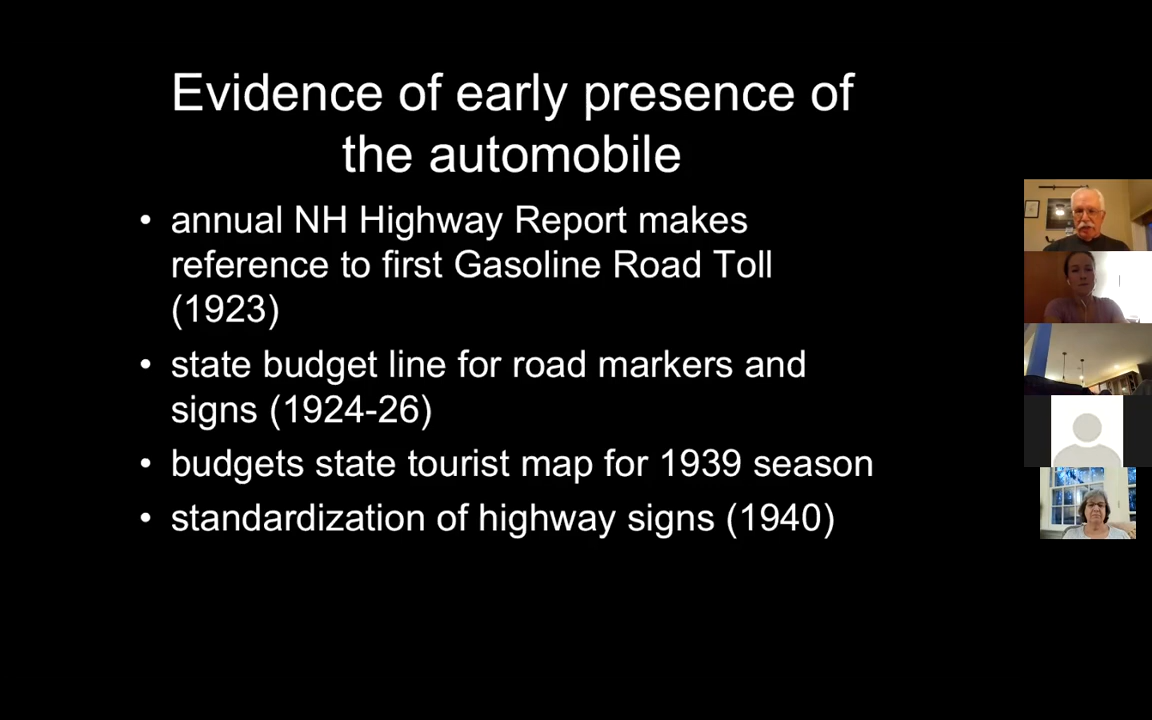 Evidence of early presence of
the automobile
• annual NH Highway Report makes
reference to first Gasoline Road Toll
(1923)
• state budget line for road markers and
signs (1924-26)
• budgets state tourist map for 1939 season
• standardization of highway signs (1940)